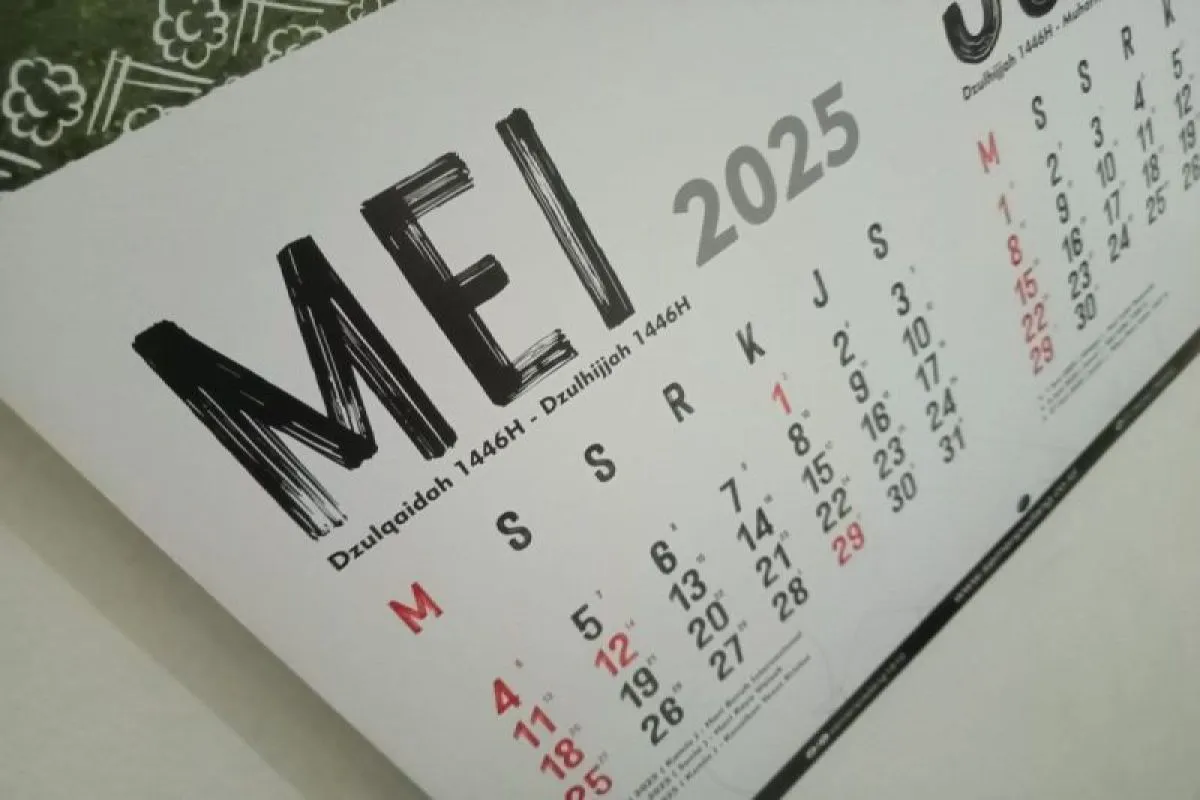 MEI 2025
Dzulqaidah 1446H - Dzulhijjah 1446H
M S S R K J S
1 2 3
4 5 6 7 8 9 10
11 12 13 14 15 16 17
18 19 20 21 22 23 24
25 26 27 28 29 30 31
Dzulhijjah 1446H -
M S S R K
1 2 3 4 5
8 9 10 11 12
15 16 17 18 19
22 23 24 25 26
29 30